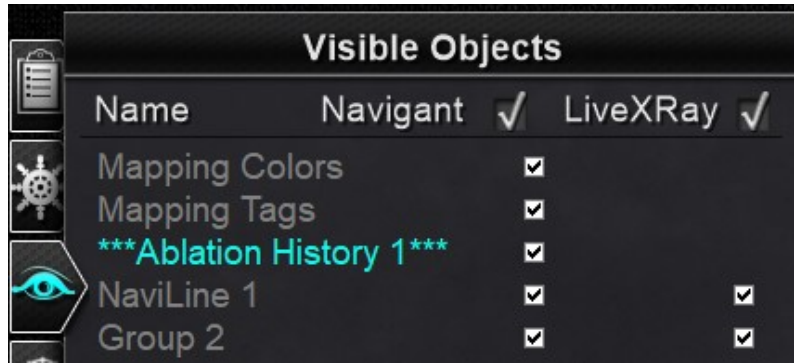 Visible Objects
Name Navigant LiveXRay
Mapping Colors
Mapping Tags
***Ablation History 1***
NaviLine 1
Group 2